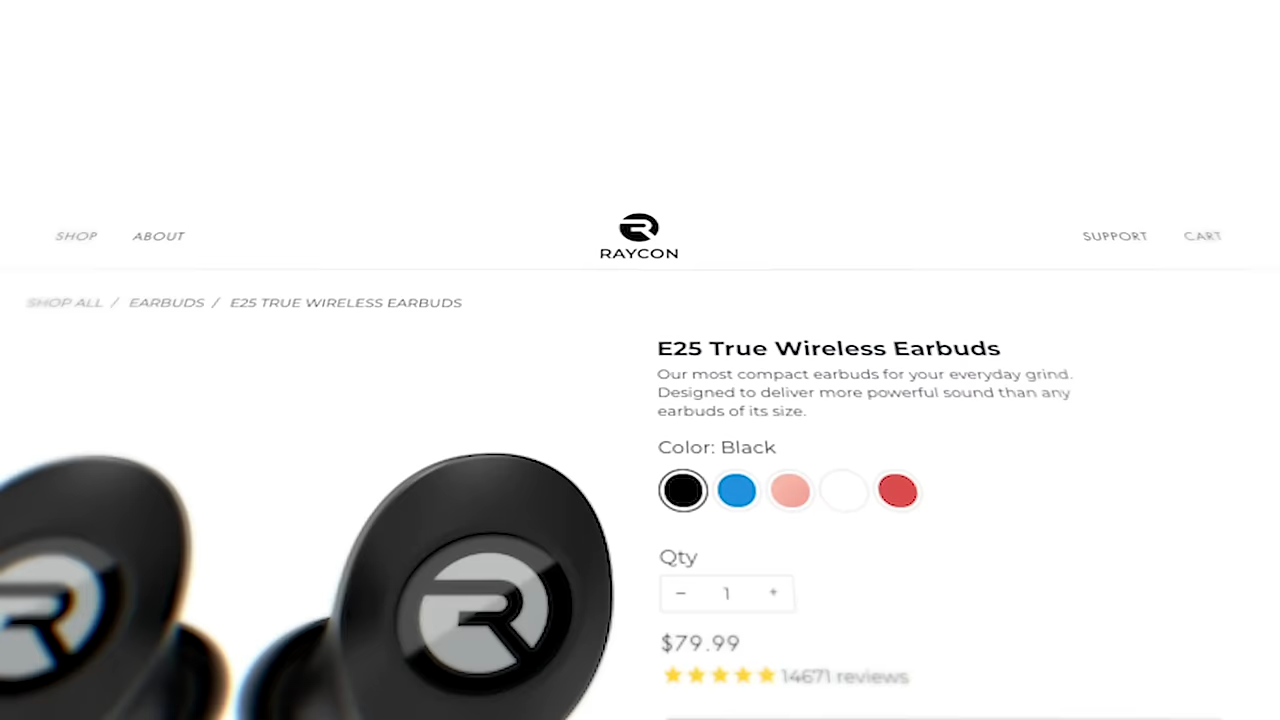 SHOP ABOUT RAYCON SUPPORT CART
SHOP ALL / EARBUDS / E25 TRUE WIRELESS EARBUDS
E25 True Wireless Earbuds
Our most compact earbuds for your everyday grind.
Designed to deliver more powerful sound than any
earbuds of its size.
Color: Black
Qty
− 1 +
$79.99
14671 reviews